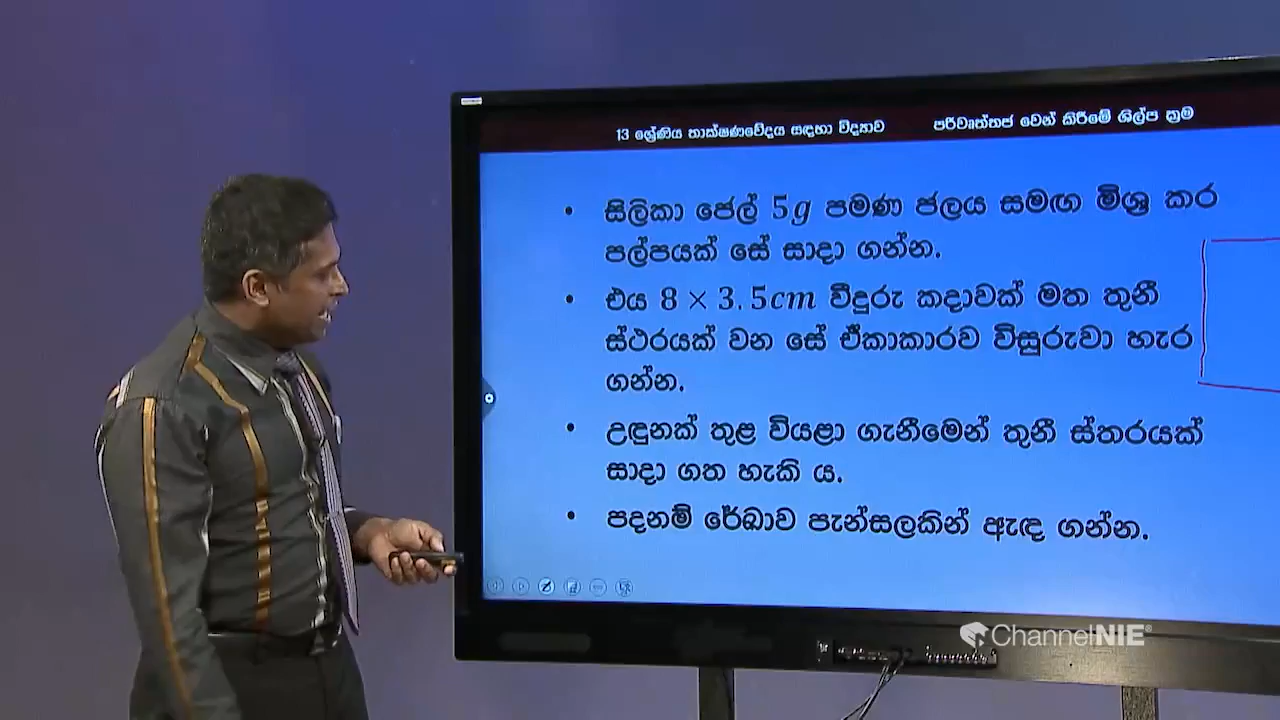 13 ශ්‍රේණිය තාක්ෂණවේදය සඳහා විද්‍යාව පරිවෘත්තජ වෙන් කිරීමේ ශිල්ප ක්‍රම
• සිලිකා ජෙල් 5g පමණ ජලය සමඟ මිශ්‍ර කර
පල්පයක් සේ සාදා ගන්න.
• එය 8 × 3.5cm වීදුරු කදාවක් මත තුනී
ස්ථරයක් වන සේ ඒකාකාරව විසුරුවා හැර
ගන්න.
• උඳුනක් තුළ වියළා ගැනීමෙන් තුනී ස්තරයක්
සාදා ගත හැකි ය.
• පදනම් රේඛාව පැන්සලකින් ඇඳ ගන්න.
ChannelNIE